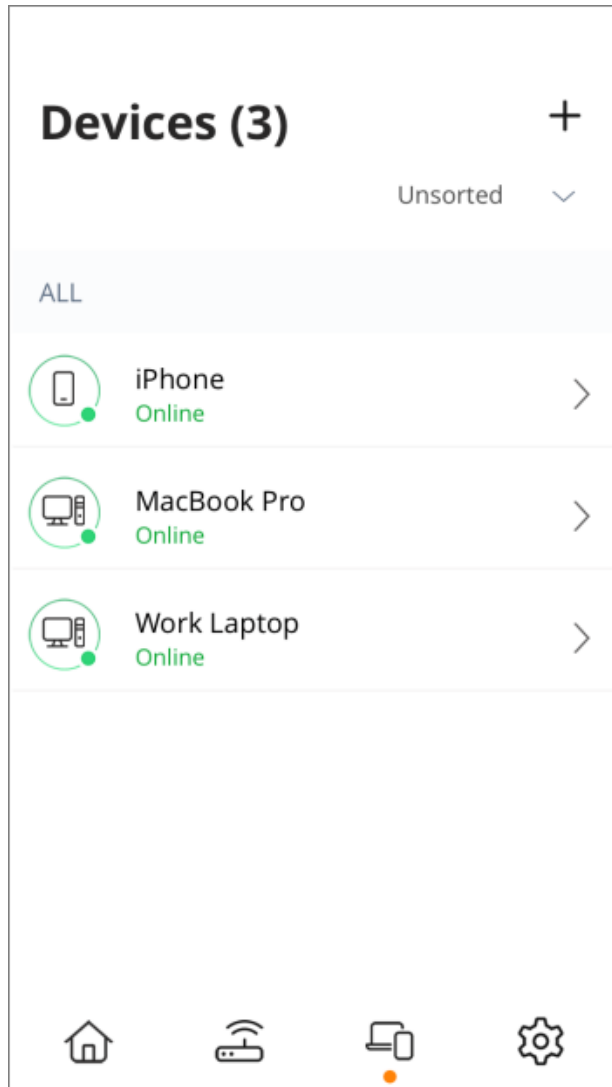 Devices (3)
Unsorted
ALL
iPhone
Online
MacBook Pro
Online
Work Laptop
Online